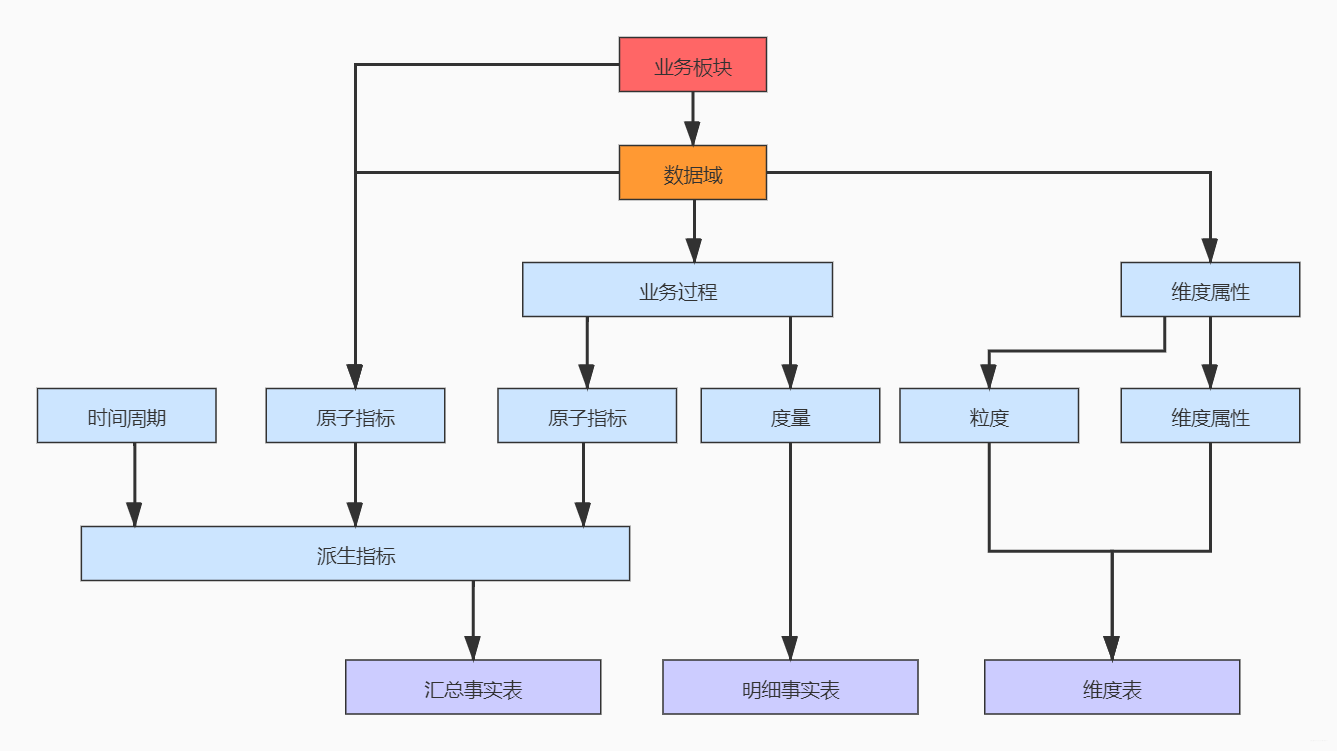 业务板块
数据域
业务过程
维度属性
时间周期
原子指标
原子指标
度量
粒度
维度属性
派生指标
汇总事实表
明细事实表
维度表